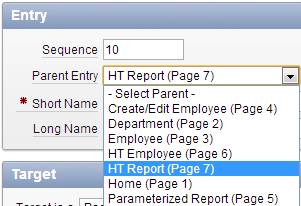 Entry
Sequence 10
Parent Entry HT Report (Page 7)
- Select Parent -
* Short Name Create/Edit Employee (Page 4)
Department (Page 2)
Long Name Employee (Page 3)
HT Employee (Page 6)
HT Report (Page 7)
Target Home (Page 1)
Parameterized Report (Page 5)